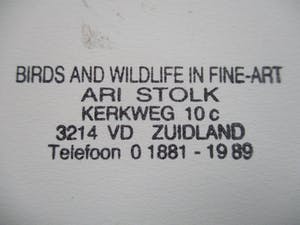 BIRDS AND WILDLIFE IN FINE-ART
ARI STOLK
KERKWEG 10 c
3214 VD ZUIDLAND
Telefoon 0 1881 - 19 89